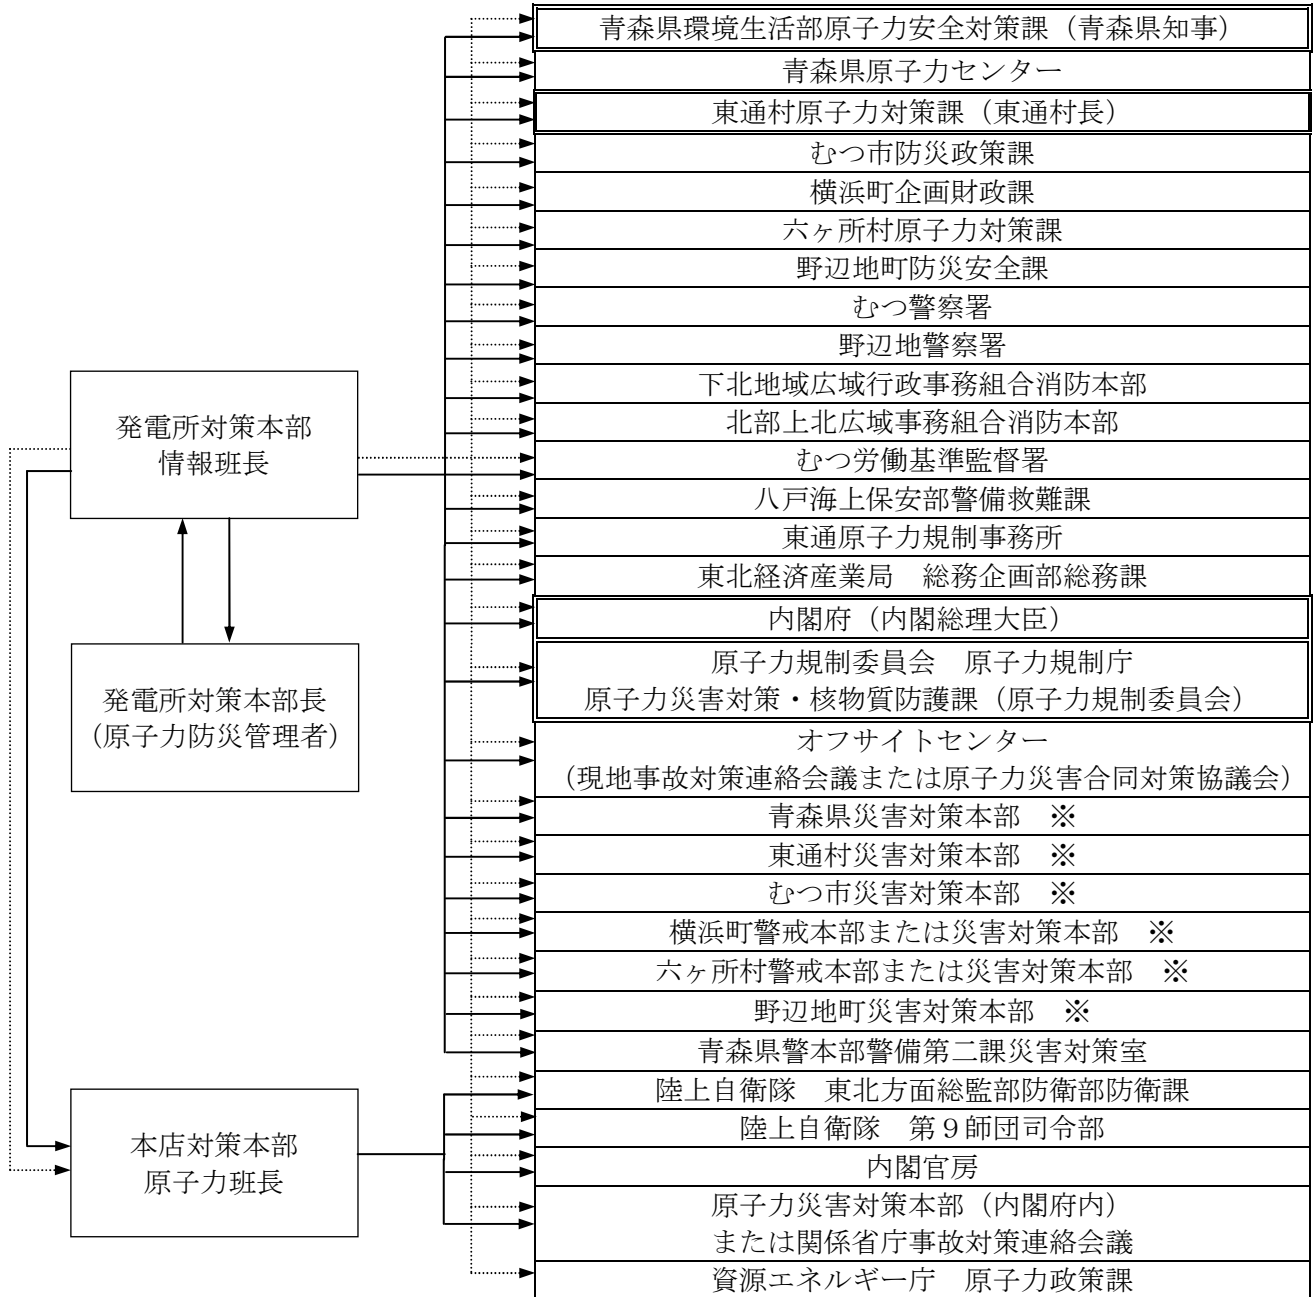 青森県環境生活部原子力安全対策課（青森県知事）
青森県原子力センター
東通村原子力対策課（東通村長）
むつ市防災政策課
横浜町企画財政課
六ヶ所村原子力対策課
野辺地町防災安全課
むつ警察署
野辺地警察署
下北地域広域行政事務組合消防本部
北部上北広域事務組合消防本部
むつ労働基準監督署
八戸海上保安部警備救難課
東通原子力規制事務所
東北経済産業局　総務企画部総務課
内閣府（内閣総理大臣）
原子力規制委員会　原子力規制庁
原子力災害対策・核物質防護課（原子力規制委員会）
オフサイトセンター
（現地事故対策連絡会議または原子力災害合同対策協議会）
青森県災害対策本部　※
東通村災害対策本部　※
むつ市災害対策本部　※
横浜町警戒本部または災害対策本部　※
六ヶ所村警戒本部または災害対策本部　※
野辺地町災害対策本部　※
青森県警本部警備第二課災害対策室
陸上自衛隊　東北方面総監部防衛部防衛課
陸上自衛隊　第９師団司令部
内閣官房
原子力災害対策本部（内閣府内）
または関係省庁事故対策連絡会議
資源エネルギー庁　原子力政策課
発電所対策本部
情報班長
発電所対策本部長
（原子力防災管理者）
本店対策本部
原子力班長